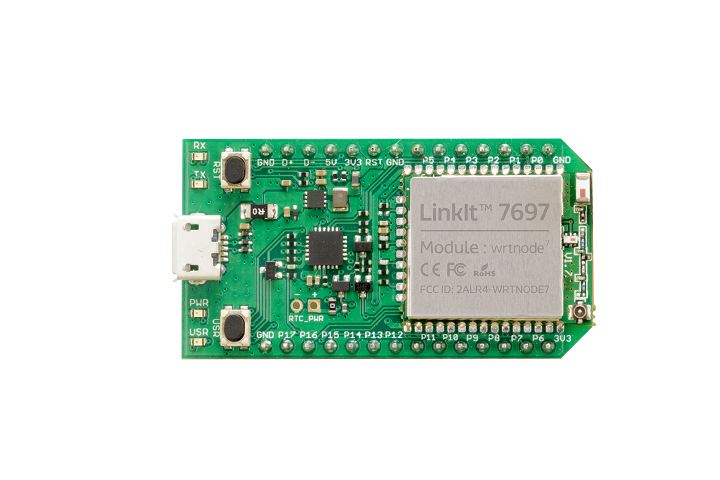 RX
GND D+ D- 5V 3V3 RST GND P5 P4 P3 P2 P1 P0 GND
RST
TX
LinkIt™ 7697
R0
Module : wrtnode⁷
CE FC RoHS
FCC ID: 2ALR4-WRTNODE7
- +
RTC_PWR
PWR
USR
USR
GND P17 P16 P15 P14 P13 P12 P11 P10 P9 P8 P7 P6 3V3